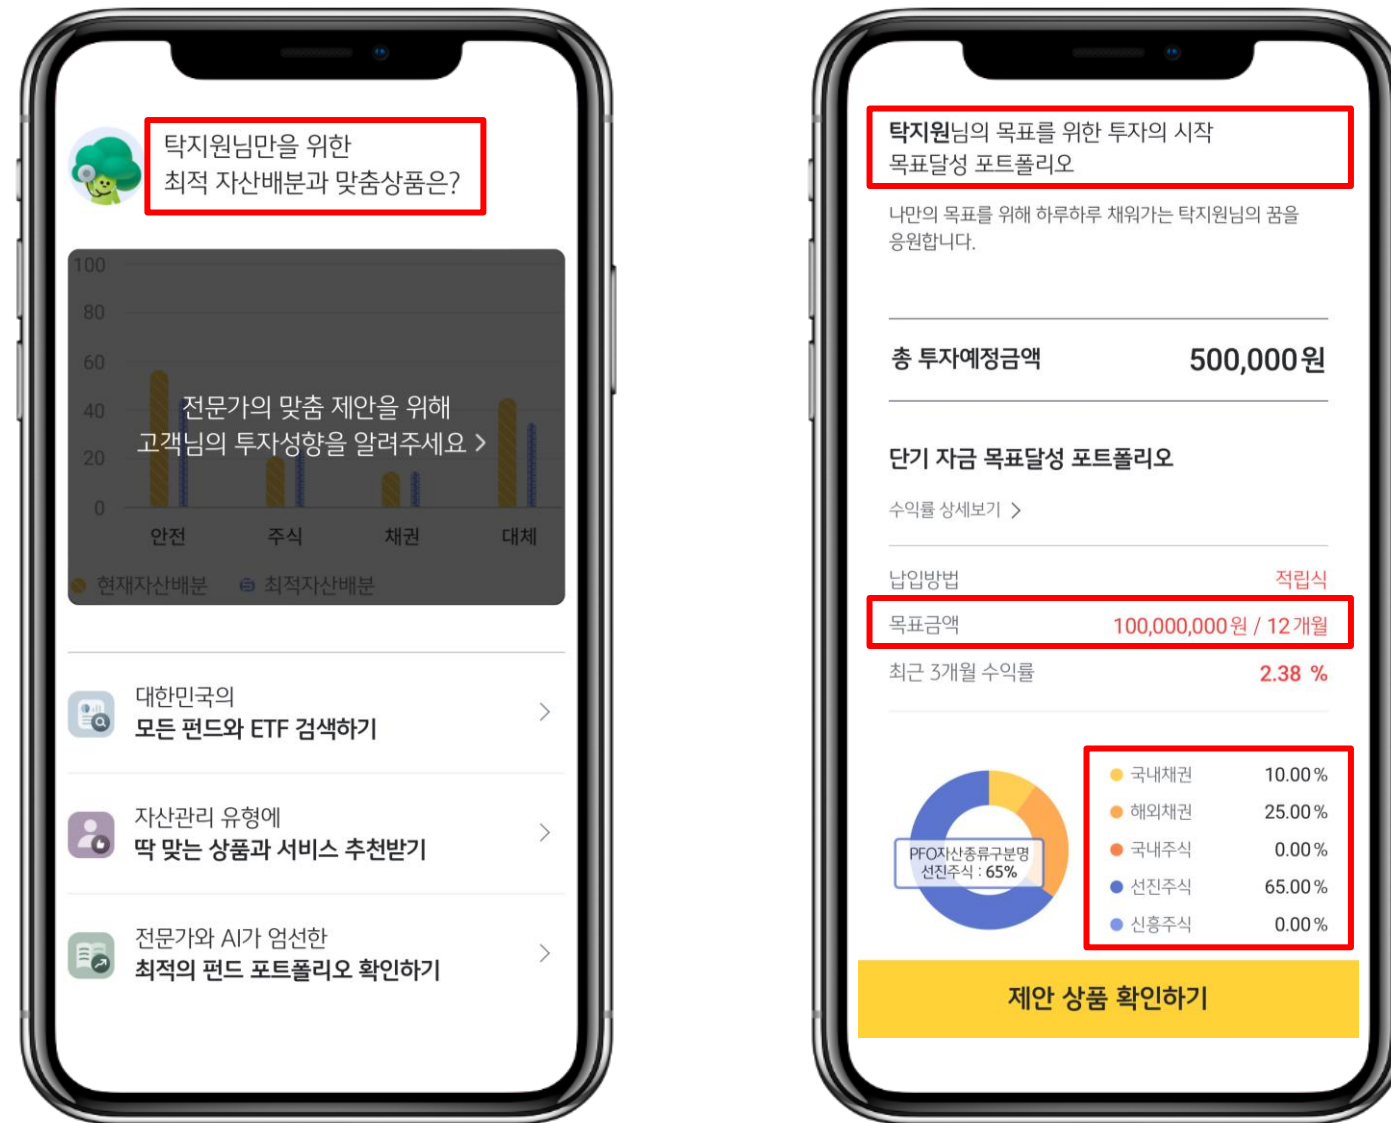 탁지원님만을 위한
최적 자산배분과 맞춤상품은?
100
80
60
40
20
0
전문가의 맞춤 제안을 위해
고객님의 투자성향을 알려주세요 >
안전 주식 채권 대체
현재자산배분 최적자산배분
대한민국의
모든 펀드와 ETF 검색하기
자산관리 유형에
딱 맞는 상품과 서비스 추천받기
전문가와 AI가 엄선한
최적의 펀드 포트폴리오 확인하기
탁지원님의 목표를 위한 투자의 시작
목표달성 포트폴리오
나만의 목표를 위해 하루하루 채워가는 탁지원님의 꿈을
응원합니다.
총 투자예정금액 500,000원
단기 자금 목표달성 포트폴리오
수익률 상세보기 >
납입방법 적립식
목표금액 100,000,000원 / 12개월
최근 3개월 수익률 2.38 %
PFO자산종류구분명
선진주식 : 65%
국내채권 10.00%
해외채권 25.00%
국내주식 0.00%
선진주식 65.00%
신흥주식 0.00%
제안 상품 확인하기